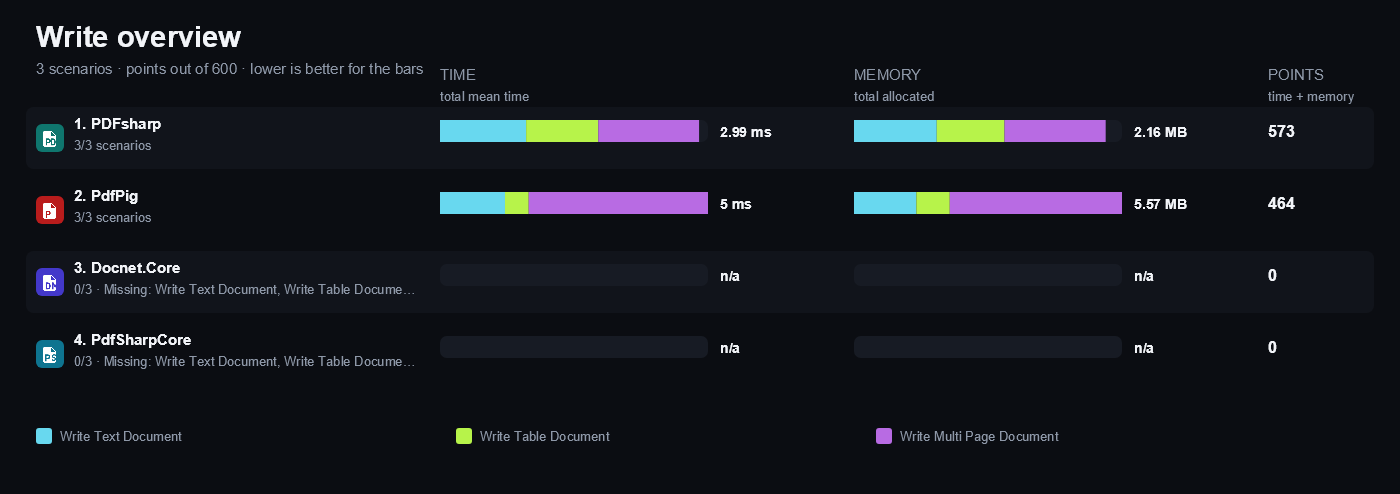 Write overview
3 scenarios · points out of 600 · lower is better for the bars
TIME
total mean time
MEMORY
total allocated
POINTS
time + memory
PD
1. PDFsharp
3/3 scenarios
2.99 ms
2.16 MB
573
P
2. PdfPig
3/3 scenarios
5 ms
5.57 MB
464
3. Docnet.Core
0/3 · Missing: Write Text Document, Write Table Docume...
n/a
n/a
0
PS
4. PdfSharpCore
0/3 · Missing: Write Text Document, Write Table Docume...
n/a
n/a
0
Write Text Document
Write Table Document
Write Multi Page Document